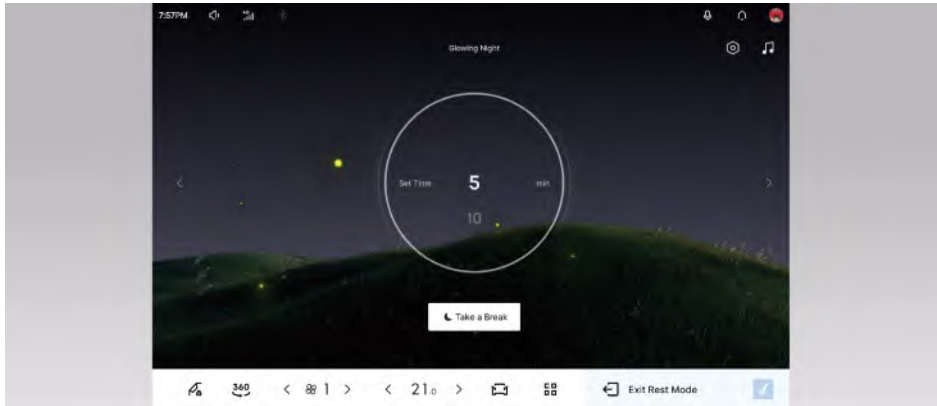 7:57PM
Glowing Night
Set Time 5 min
10
Take a Break
360 1 21.0 Exit Rest Mode